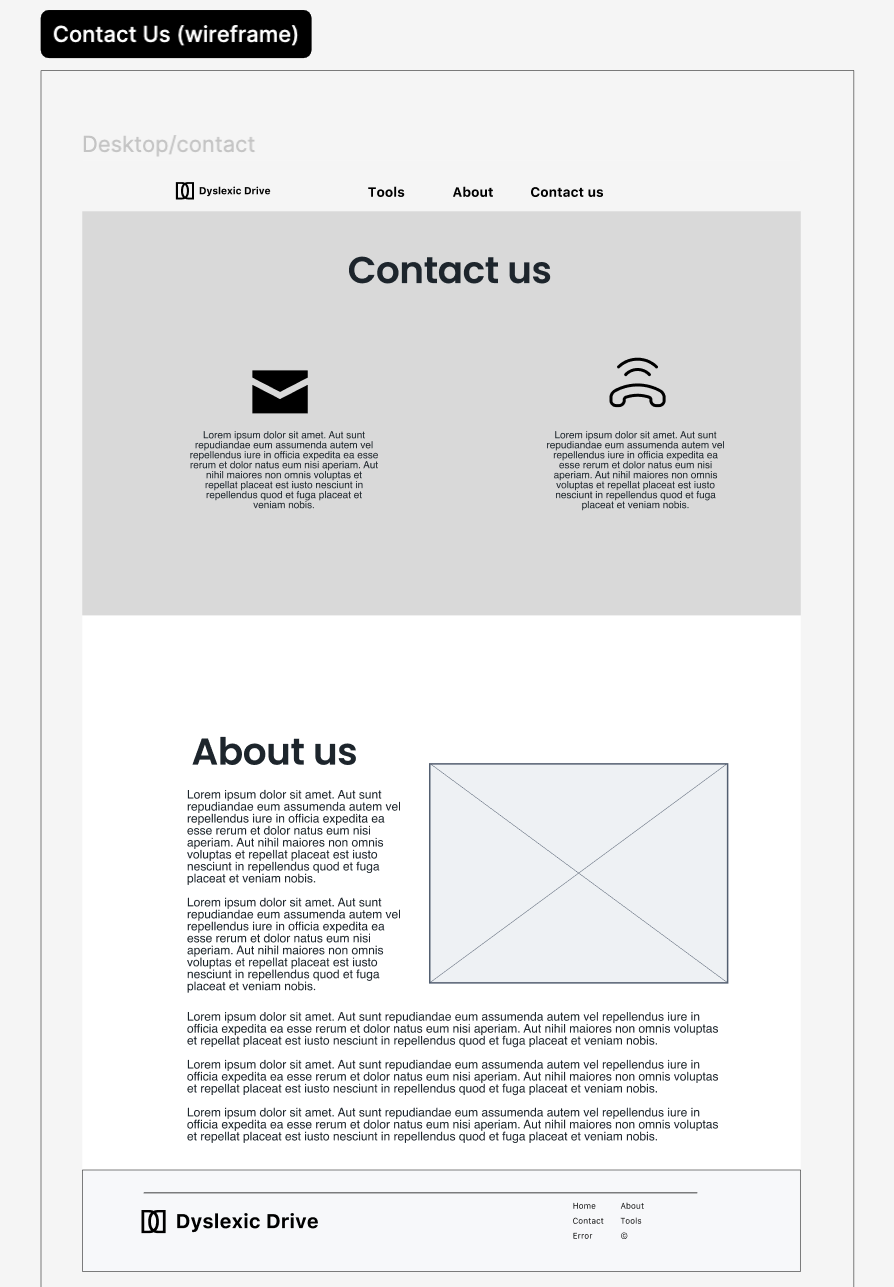 Contact Us (wireframe)
Desktop/contact
Dyslexic Drive
Tools
About
Contact us
Contact us
Lorem ipsum dolor sit amet. Aut sunt
repudiandae eum assumenda autem vel
repellendus iure in officia expedita ea esse
rerum et dolor natus eum nisi aperiam. Aut
nihil maiores non omnis voluptas et
repellat placeat est iusto nesciunt in
repellendus quod et fuga placeat et
veniam nobis.
Lorem ipsum dolor sit amet. Aut sunt
repudiandae eum assumenda autem vel
repellendus iure in officia expedita ea
esse rerum et dolor natus eum nisi
aperiam. Aut nihil maiores non omnis
voluptas et repellat placeat est iusto
nesciunt in repellendus quod et fuga
placeat et veniam nobis.
About us
Lorem ipsum dolor sit amet. Aut sunt
repudiandae eum assumenda autem vel
repellendus iure in officia expedita ea
esse rerum et dolor natus eum nisi
aperiam. Aut nihil maiores non omnis
voluptas et repellat placeat est iusto
nesciunt in repellendus quod et fuga
placeat et veniam nobis.
Lorem ipsum dolor sit amet. Aut sunt
repudiandae eum assumenda autem vel
repellendus iure in officia expedita ea
esse rerum et dolor natus eum nisi
aperiam. Aut nihil maiores non omnis
voluptas et repellat placeat est iusto
nesciunt in repellendus quod et fuga
placeat et veniam nobis.
Lorem ipsum dolor sit amet. Aut sunt repudiandae eum assumenda autem vel repellendus iure in
officia expedita ea esse rerum et dolor natus eum nisi aperiam. Aut nihil maiores non omnis voluptas
et repellat placeat est iusto nesciunt in repellendus quod et fuga placeat et veniam nobis.
Lorem ipsum dolor sit amet. Aut sunt repudiandae eum assumenda autem vel repellendus iure in
officia expedita ea esse rerum et dolor natus eum nisi aperiam. Aut nihil maiores non omnis voluptas
et repellat placeat est iusto nesciunt in repellendus quod et fuga placeat et veniam nobis.
Lorem ipsum dolor sit amet. Aut sunt repudiandae eum assumenda autem vel repellendus iure in
officia expedita ea esse rerum et dolor natus eum nisi aperiam. Aut nihil maiores non omnis voluptas
et repellat placeat est iusto nesciunt in repellendus quod et fuga placeat et veniam nobis.
Dyslexic Drive
Home
Contact
Error
About
Tools
©